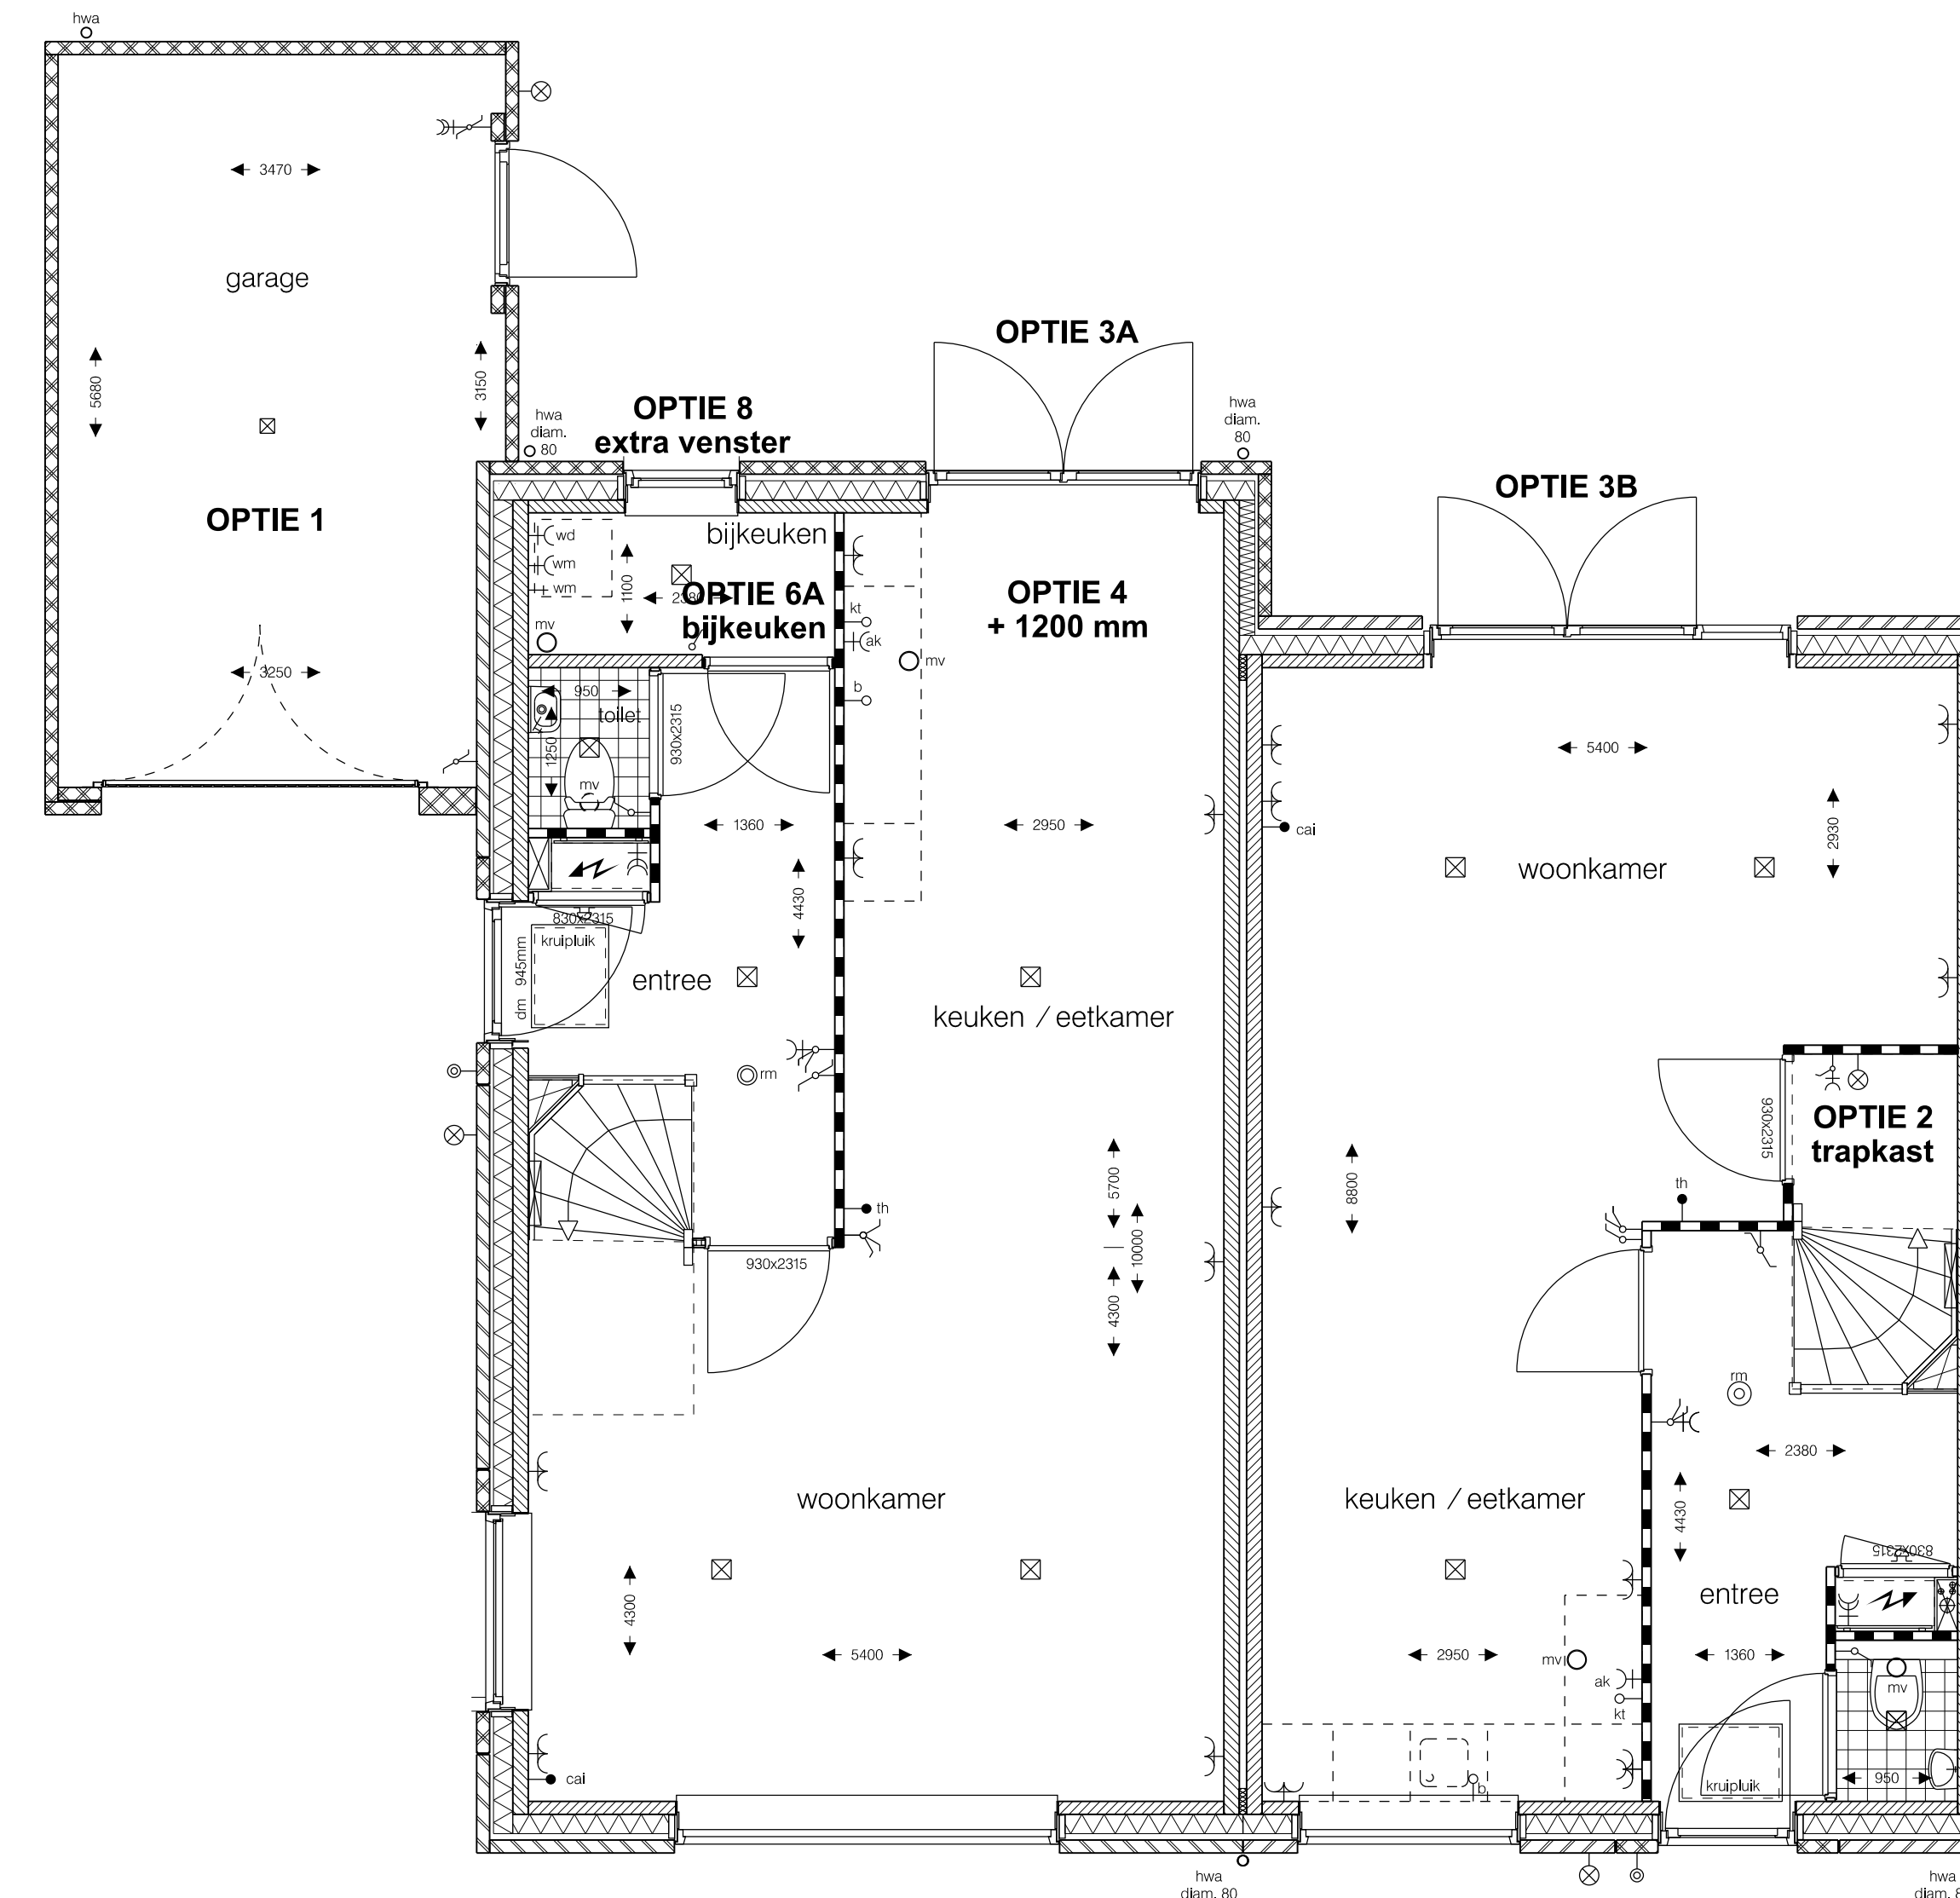 hwa
3470
garage
5680
3150
OPTIE 1
3250
hwa
diam.
80
OPTIE 8
extra venster
OPTIE 3A
hwa
diam.
80
OPTIE 3B
bijkeuken
wd
wm
wm
1100
2380
OPTIE 6A
bijkeuken
OPTIE 4
+ 1200 mm
mv
kt
ak
mv
b
950
toilet
1250
mv
930x2315
1360
2950
4430
830x2315
kruipluik
dm 945mm
entree
keuken / eetkamer
rm
th
930x2315
5700
10000
4300
woonkamer
4300
5400
cai
5400
cai
2930
woonkamer
OPTIE 2
trapkast
930x2315
th
8800
rm
2380
keuken / eetkamer
4430
830x2315
entree
2950
mv
1360
ak
kt
mv
kruipluik
950
b
hwa
diam. 80
hwa
diam. 8